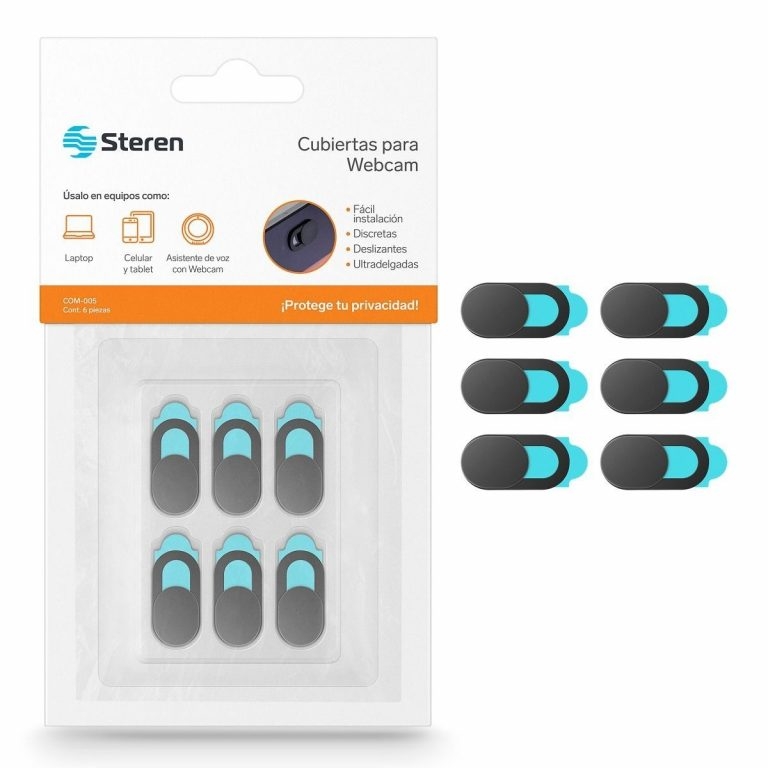 Steren
Cubiertas para
Webcam
Úsalo en equipos como:
Laptop
Celular
y tablet
Asistente de voz
con Webcam
• Fácil
instalación
• Discretas
• Deslizantes
• Ultradelgadas
COM-005
Cont. 6 piezas
¡Protege tu privacidad!